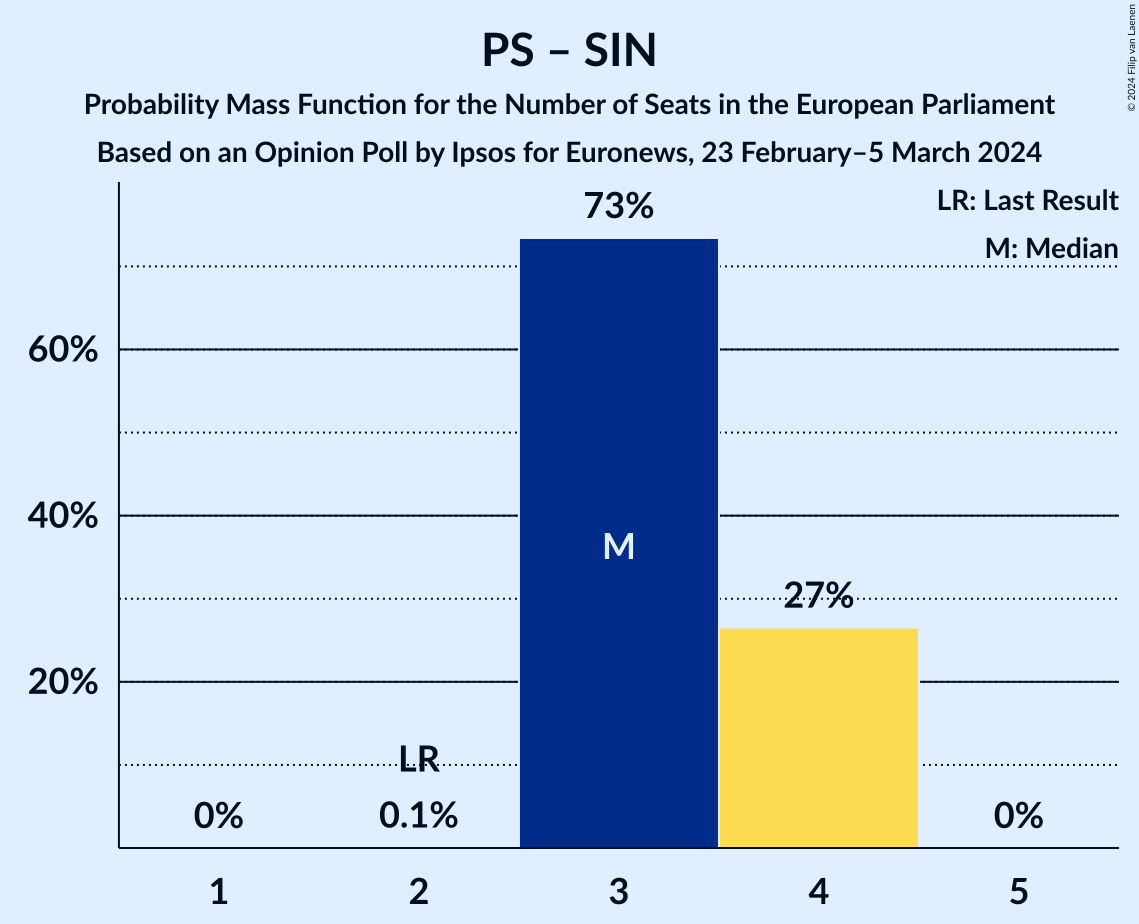 PS – SIN
Probability Mass Function for the Number of Seats in the European Parliament
Based on an Opinion Poll by Ipsos for Euronews, 23 February–5 March 2024
© 2024 Filip van Laenen
LR: Last Result
M: Median
73%
60%
40%
20%
M
27%
LR
0%
0.1%
0%
1
2
3
4
5